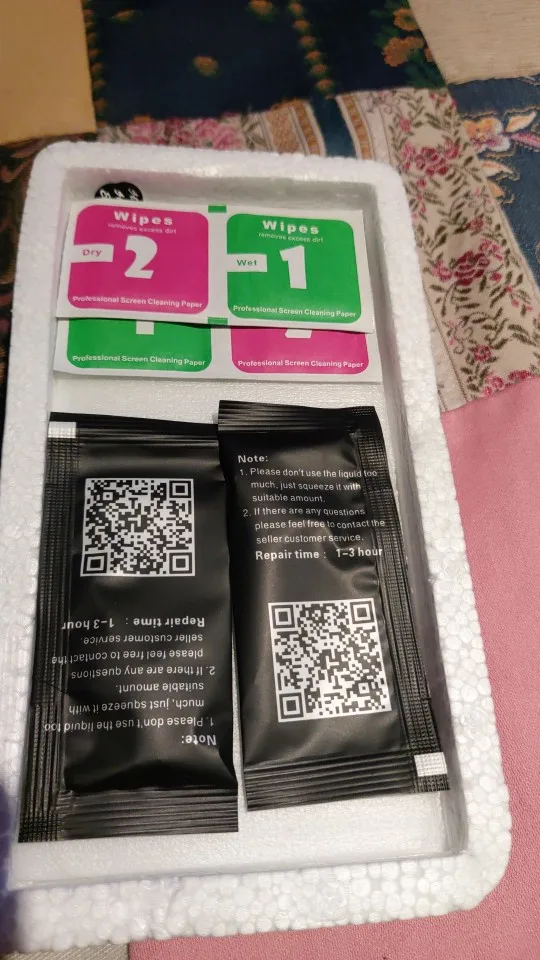 Wipes
removes excess dirt
Dry
2
Professional Screen Cleaning Paper
Wipes
removes excess dirt
Wet
1
Professional Screen Cleaning Paper
Professional Screen Cleaning Paper
Professional Screen Cleaning Paper
Note:
1. Please don't use the liquid too
much, just squeeze it with
suitable amount.
2. If there are any questions
please feel free to contact the
seller customer service.
Repair time : 1-3 hour
Note:
1. Please don't use the liquid too
much, just squeeze it with
suitable amount.
2. If there are any questions
please feel free to contact the
seller customer service.
Repair time : 1-3 hour